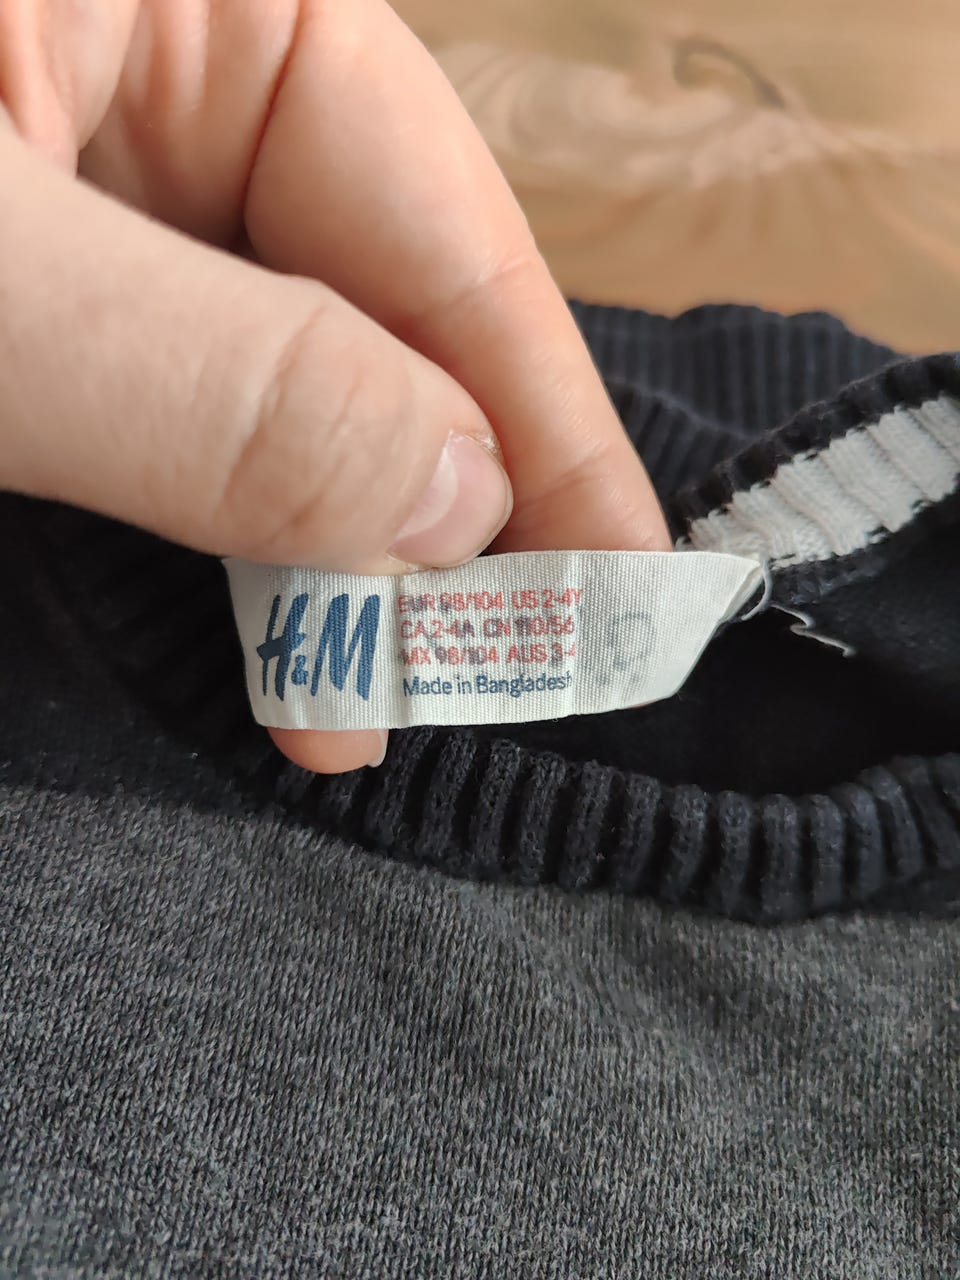 H&M
EUR 98/104 US 2-4Y
CA 2-4A CN 110/56
MX 98/104 AUS 3-4
Made in Bangladesh